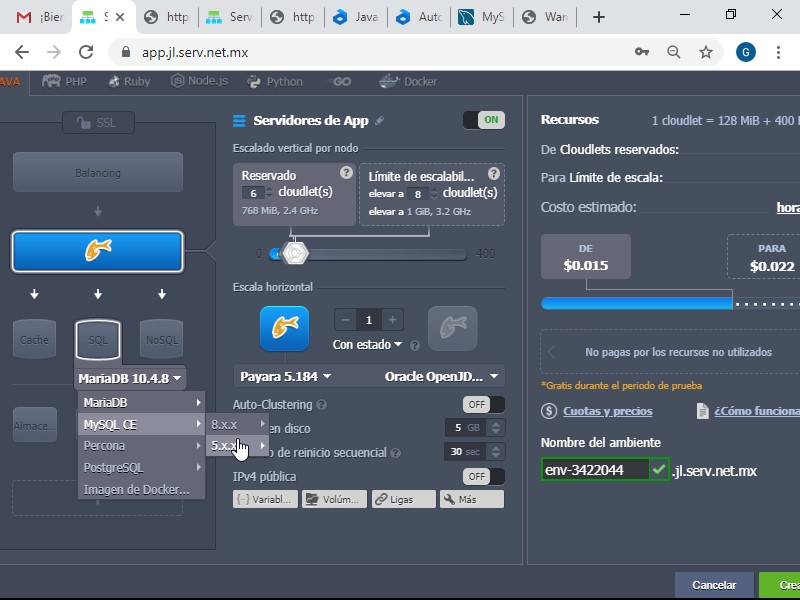 ¡Bien
S
http
Serv
http
Java
Auto
MyS
Wan
app.jl.serv.net.mx
G
AVA
PHP
Ruby
Node.js
Python
GO
Docker
SSL
Balancing
Cache
SQL
NoSQL
MariaDB 10.4.8
Almace...
MariaDB
MySQL CE
Percona
PostgreSQL
Imagen de Docker...
8.x.x
5.x.x
Servidores de App
ON
Escalado vertical por nodo
Reservado
?
6 cloudlet(s)
768 MiB, 2.4 GHz
Límite de escalabil...
?
elevar a 8 cloudlet(s)
elevar a 1 GiB, 3.2 GHz
0
400
Escala horizontal
1
Con estado
?
Payara 5.184
Oracle OpenJD...
Auto-Clustering ?
OFF
en disco
5 GB
o de reinicio secuencial ?
30 sec
IPv4 pública
OFF
Variabl...
Volúm...
Ligas
Más
Recursos
1 cloudlet = 128 MiB + 400 M
De Cloudlets reservados:
Para Límite de escala:
Costo estimado:
hora
DE
$0.015
PARA
$0.022
No pagas por los recursos no utilizados
*Gratis durante el periodo de prueba
$ Cuotas y precios
¿Cómo funciona
Nombre del ambiente
env-3422044
.jl.serv.net.mx
Cancelar
Crea